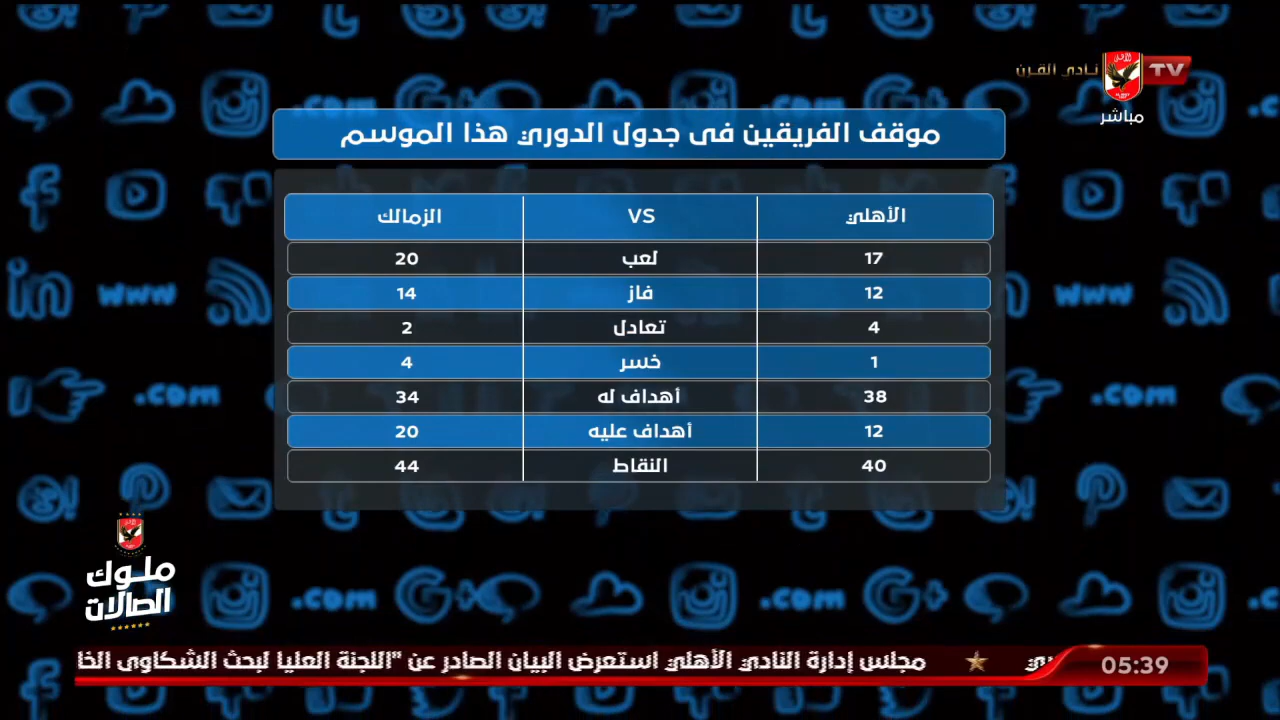 نادي القرن TV
مباشر
موقف الفريقين فى جدول الدوري هذا الموسم
الأهلي VS الزمالك
17 لعب 20
12 فاز 14
4 تعادل 2
1 خسر 4
38 أهداف له 34
12 أهداف عليه 20
40 النقاط 44
ملوك
الصالات
05:39 مجلس إدارة النادي الأهلي استعرض البيان الصادر عن "اللجنة العليا لبحث الشكاوى